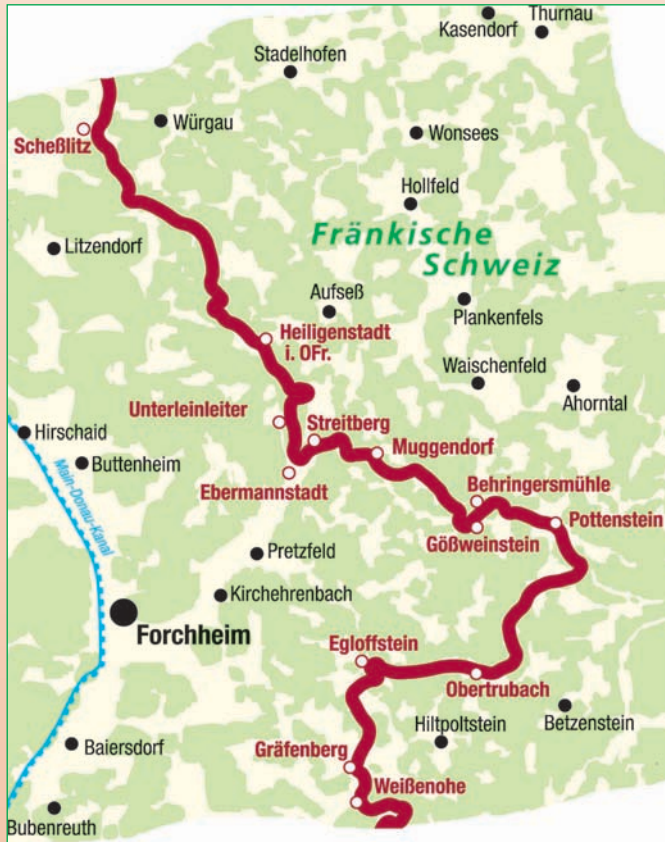 Thurnau
Kasendorf
Stadelhofen
Würgau
Scheßlitz
Wonsees
Hollfeld
Fränkische
Schweiz
Litzendorf
Aufseß
Plankenfels
Heiligenstadt
i. OFr.
Waischenfeld
Ahorntal
Unterleinleiter
Streitberg
Hirschaid
Muggendorf
Buttenheim
Ebermannstadt
Behringersmühle
Main-Donau-Kanal
Pottenstein
Gößweinstein
Pretzfeld
Kirchehrenbach
Forchheim
Egloffstein
Obertrubach
Hiltpoltstein
Betzenstein
Baiersdorf
Gräfenberg
Weißenohe
Bubenreuth